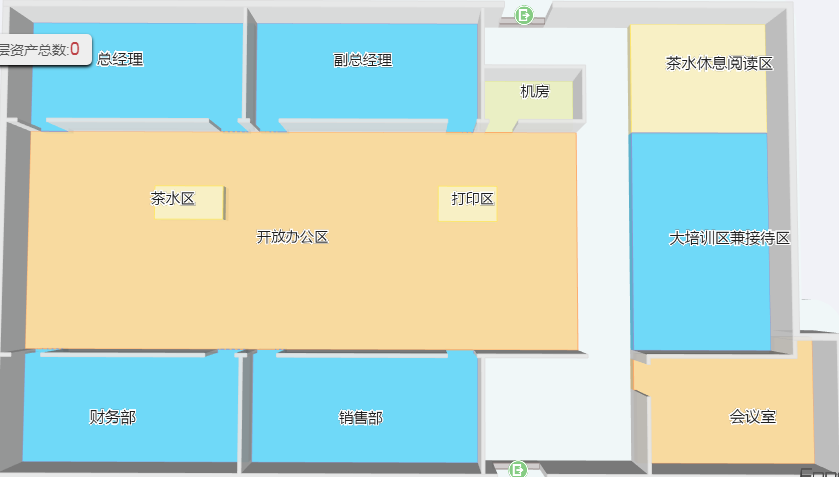 层资产总数:0
总经理
副总经理
机房
茶水休息阅读区
茶水区
打印区
开放办公区
大培训区兼接待区
财务部
销售部
会议室